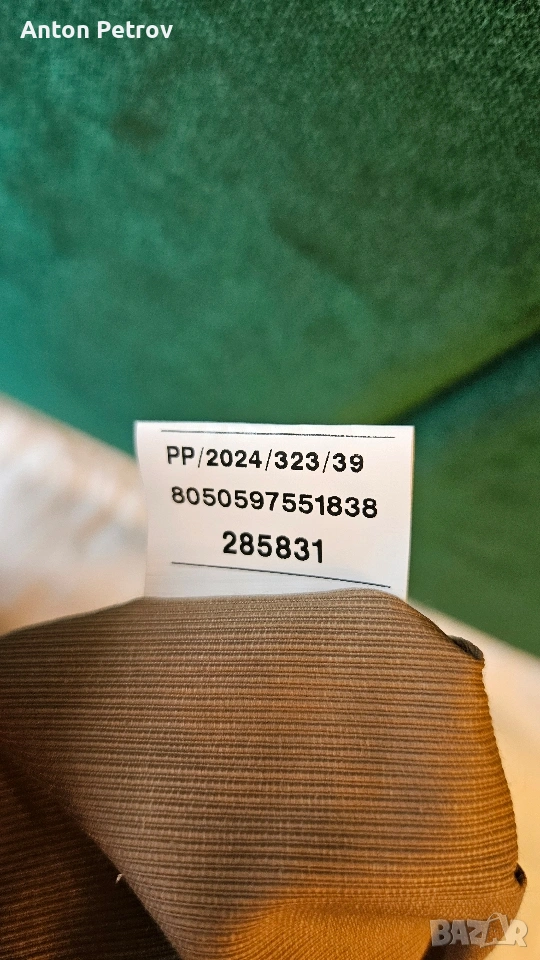 Anton Petrov
PP/2024/323/39
8050597551838
285831
BAZAR